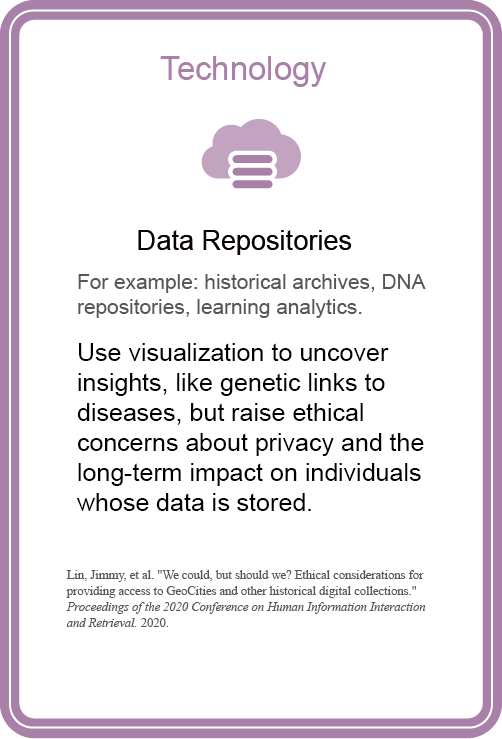 Technology
Data Repositories
For example: historical archives, DNA
repositories, learning analytics.
Use visualization to uncover
insights, like genetic links to
diseases, but raise ethical
concerns about privacy and the
long-term impact on individuals
whose data is stored.
Lin, Jimmy, et al. "We could, but should we? Ethical considerations for
providing access to GeoCities and other historical digital collections."
Proceedings of the 2020 Conference on Human Information Interaction
and Retrieval. 2020.